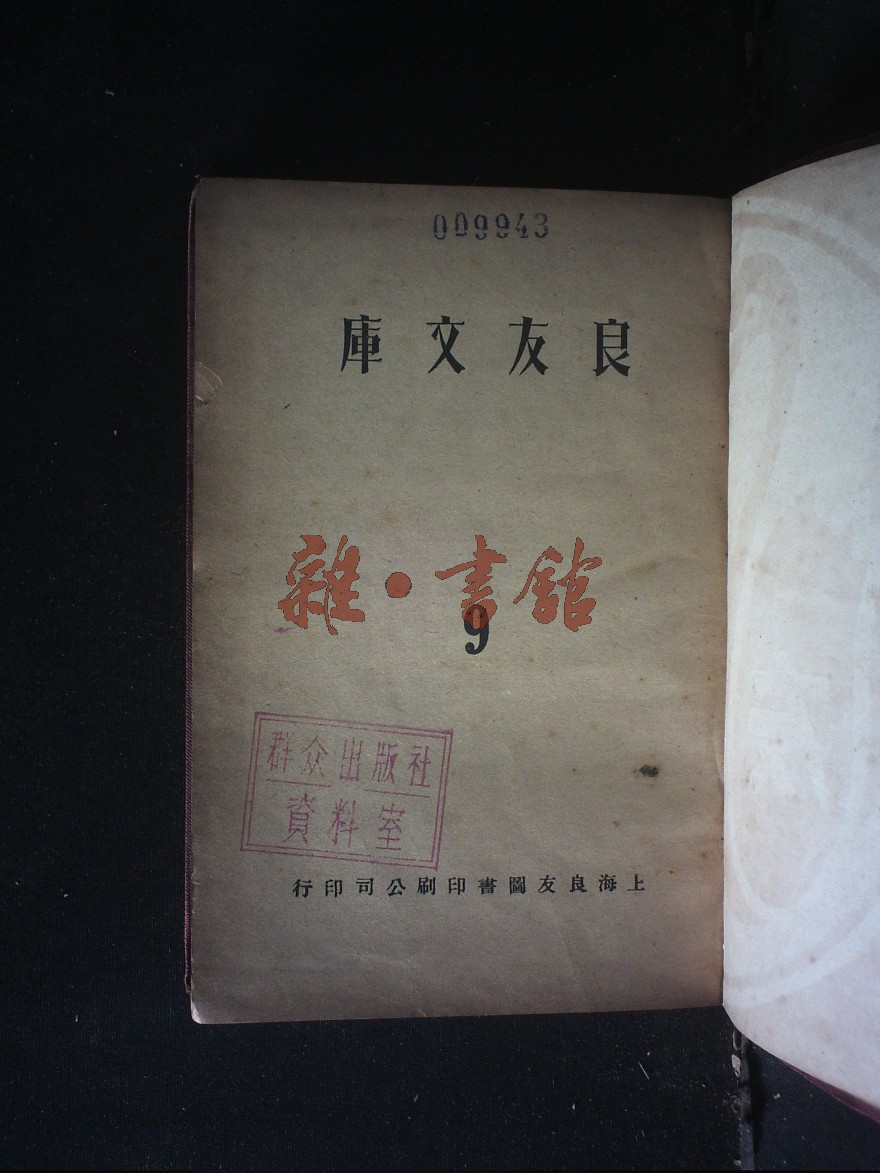 009943
良友文庫
雜·書館
9
群众出版社
資料室
上海良友圖書印刷公司印行